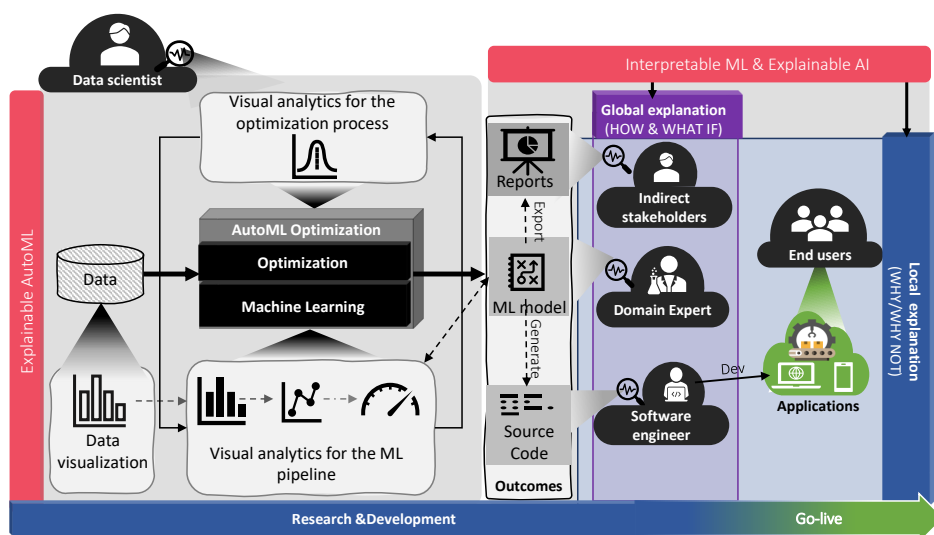 Data scientist
Interpretable ML & Explainable AI
Visual analytics for the
optimization process
Global explanation
(HOW & WHAT IF)
Explainable AutoML
Data
AutoML Optimization
Optimization
Machine Learning
Data
visualization
Visual analytics for the ML
pipeline
Reports
Export
ML model
Generate
Source
Code
Outcomes
Indirect
stakeholders
Domain Expert
Software
engineer
Dev
End users
Applications
Local explanation
(WHY/WHY NOT)
Research &Development
Go-live